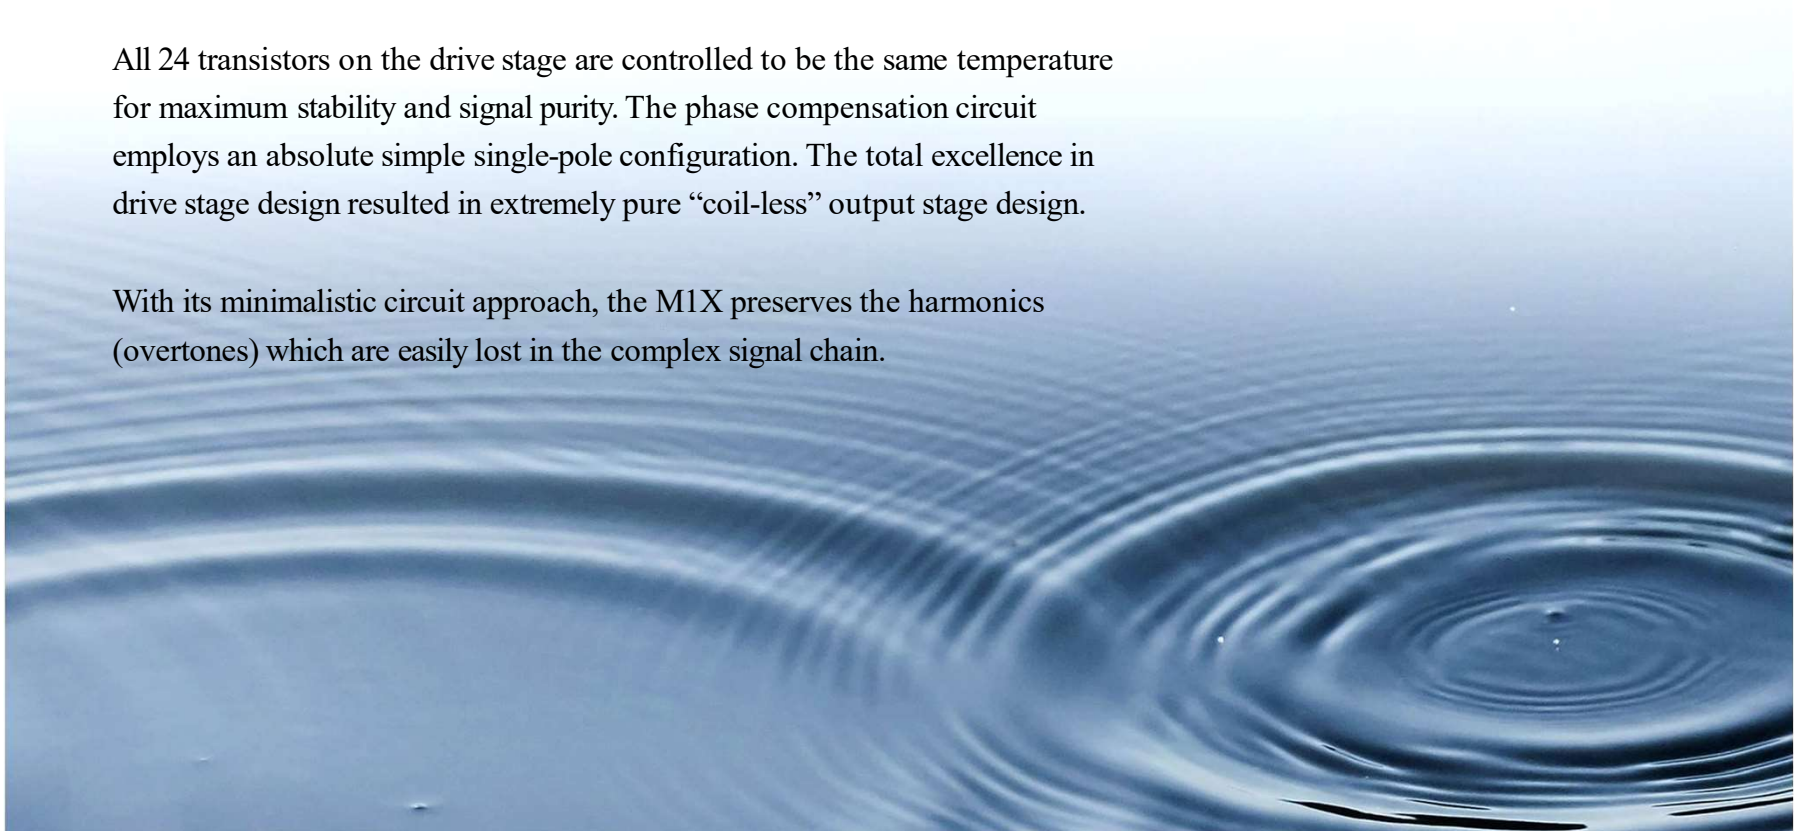 All 24 transistors on the drive stage are controlled to be the same temperature
for maximum stability and signal purity. The phase compensation circuit
employs an absolute simple single-pole configuration. The total excellence in
drive stage design resulted in extremely pure “coil-less” output stage design.
With its minimalistic circuit approach, the M1X preserves the harmonics
(overtones) which are easily lost in the complex signal chain.